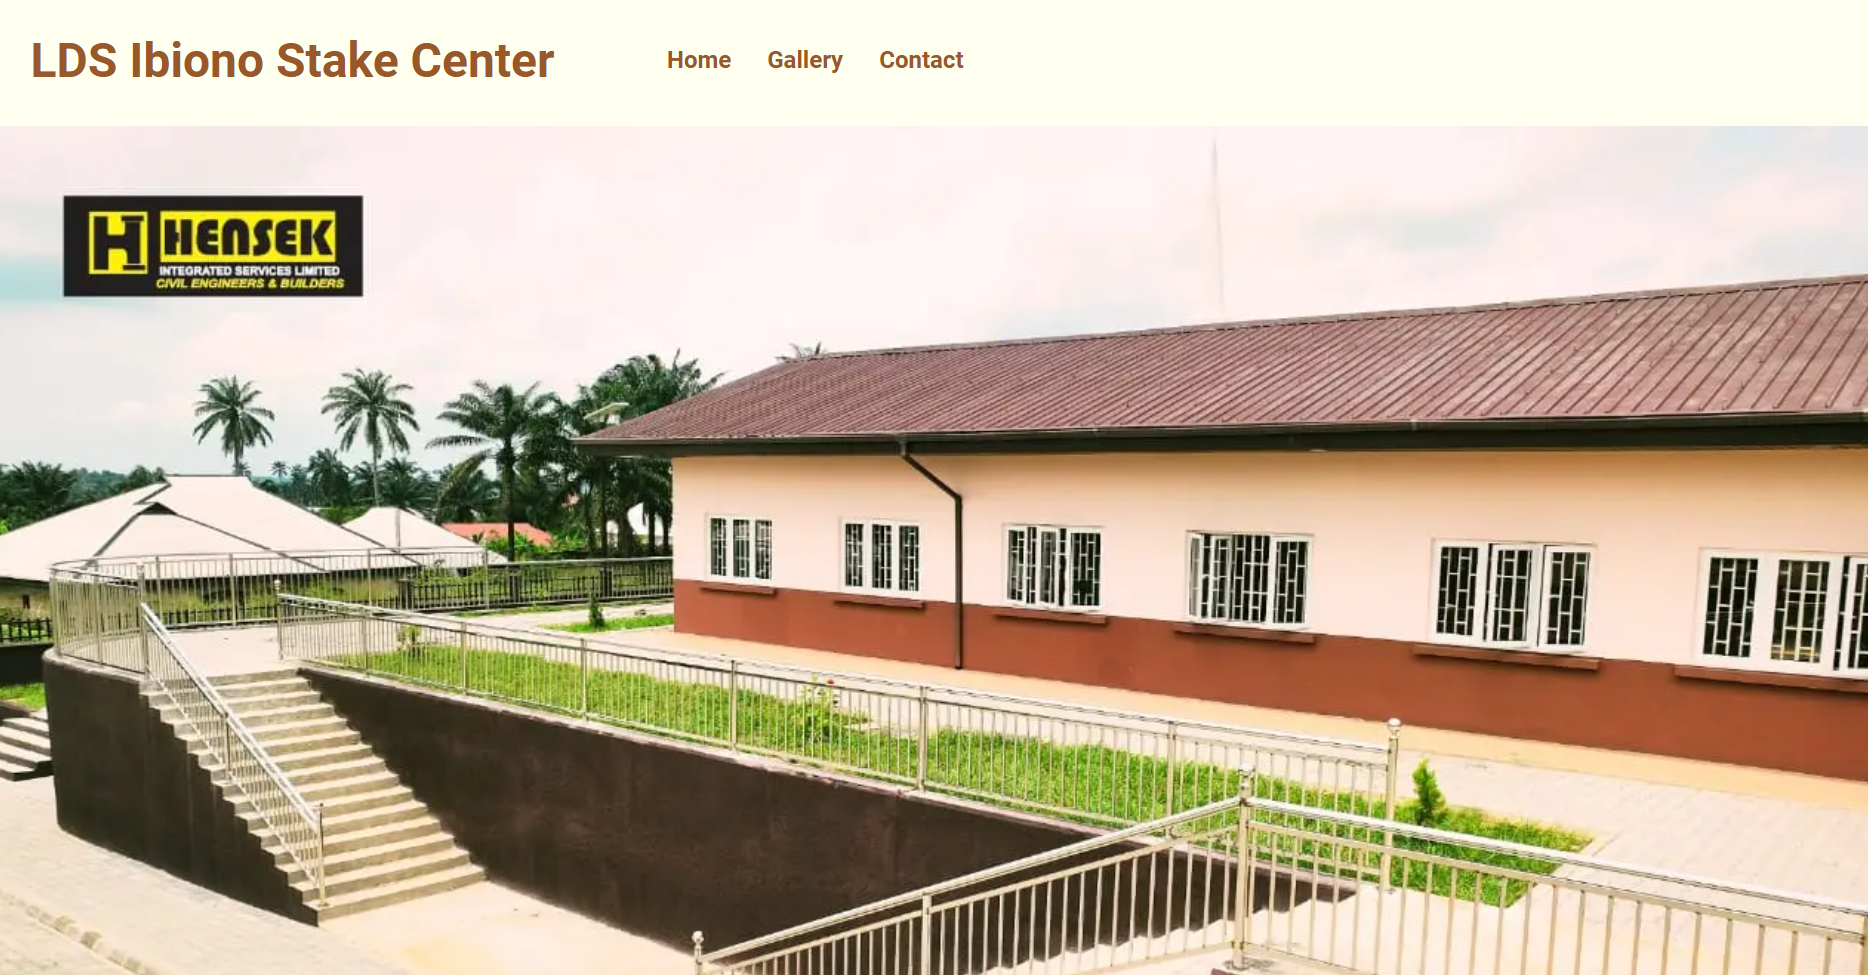 LDS Ibiono Stake Center
Home Gallery Contact
H HENSEK
INTEGRATED SERVICES LIMITED
CIVIL ENGINEERS & BUILDERS